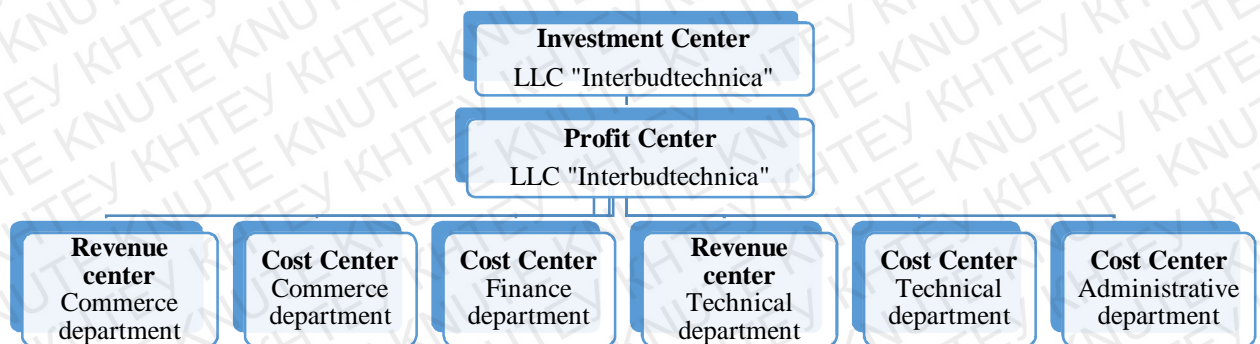 Investment Center
LLC "Interbudtechnica"
Profit Center
LLC "Interbudtechnica"
Revenue
center
Commerce
department
Cost Center
Commerce
department
Cost Center
Finance
department
Revenue
center
Technical
department
Cost Center
Technical
department
Cost Center
Administrative
department